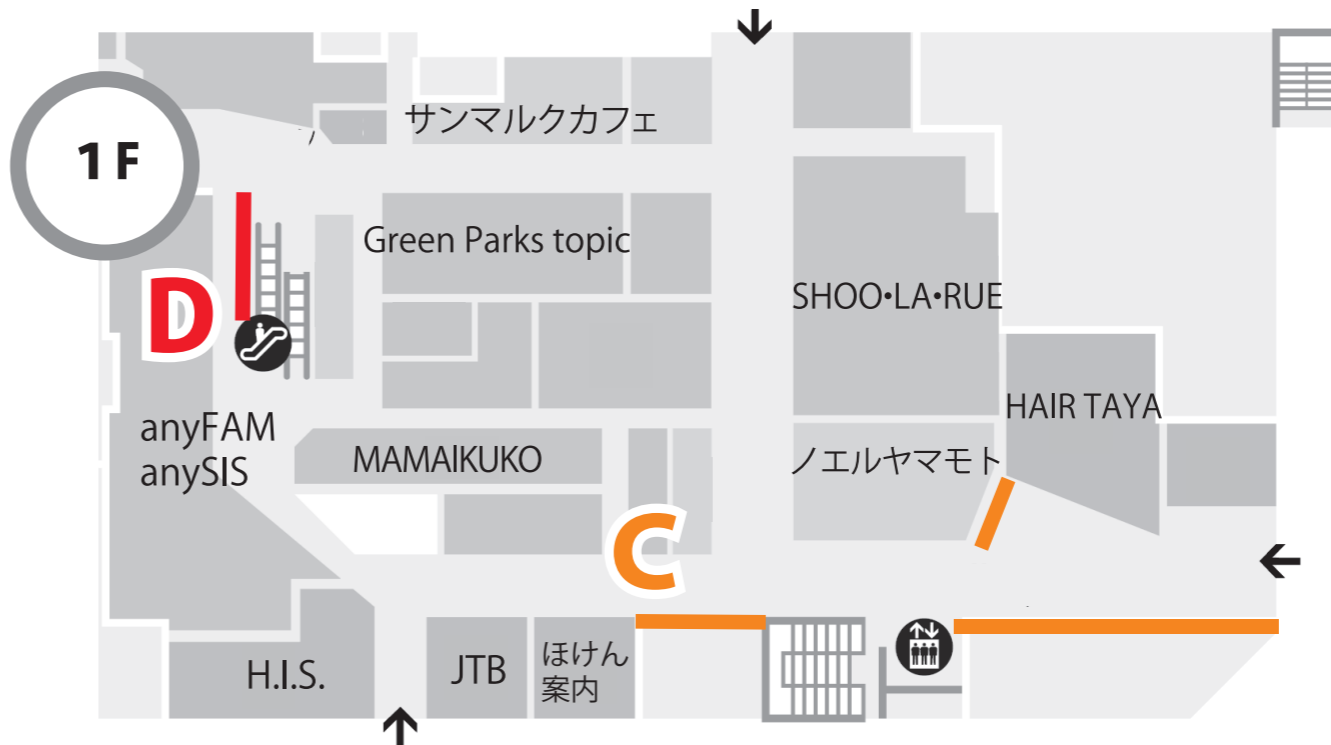 1F
サンマルクカフェ
Green Parks topic
D
SHOO•LA•RUE
HAIR TAYA
anyFAM
anySIS
MAMAIKUKO
ノエルヤマモト
C
H.I.S.
JTB
ほけん
案内